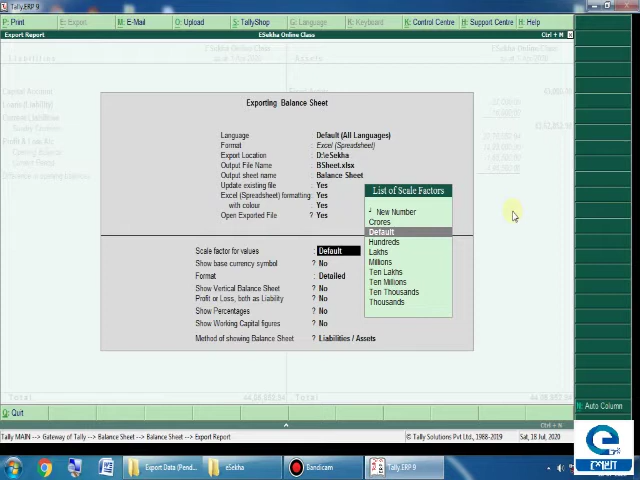 Tally.ERP 9
P: Print
E: Export
M: E-Mail
O: Upload
S: TallyShop
G: Language
K: Keyboard
K: Control Centre
H: Support Centre
H: Help
Export Report
ESekha Online Class
Ctrl + M
Exporting Balance Sheet
Language : Default (All Languages)
Format : Excel (Spreadsheet)
Export Location : D:\eSekha
Output File Name : BSheet.xlsx
Output sheet name : Balance Sheet
Update existing file ? Yes
Excel (Spreadsheet) formatting : Yes
with colour ? Yes
Open Exported File ? Yes
List of Scale Factors
New Number
Crores
Default
Hundreds
Lakhs
Millions
Ten Lakhs
Ten Millions
Ten Thousands
Thousands
Scale factor for values : Default
Show base currency symbol ? No
Format : Detailed
Show Vertical Balance Sheet ? No
Profit or Loss, both as Liability ? No
Show Percentages ? No
Show Working Capital figures ? No
Method of showing Balance Sheet ? Liabilities / Assets
Total
Total
N: Auto Column
Q: Quit
Ctrl + N
Tally MAIN --> Gateway of Tally --> Balance Sheet --> Balance Sheet --> Export Report
© Tally Solutions Pvt Ltd., 1988-2019
Sat, 18 Jul, 2020
Export Data (Pend...
eSekha
Bandicam
Tally.ERP 9